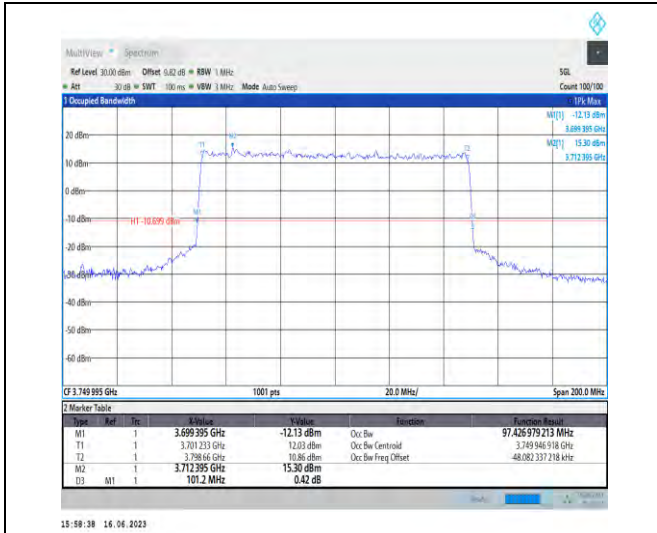 MultiView Spectrum
Ref Level 30.00 dBm Offset 9.82 dB RBW 1 MHz SGL
Att 30 dB SWT 100 ms VBW 3 MHz Mode Auto Sweep Count 100/100
1 Occupied Bandwidth 1Pk Max
M1[1] -12.13 dBm
3.699 395 GHz
20 dBm M2 M2[1] 15.30 dBm
T1 T2 3.712 395 GHz
10 dBm
0 dBm
M1
-10 dBm H1 -10.699 dBm
-20 dBm
-40 dBm
-50 dBm
-60 dBm
CF 3.749 995 GHz 1001 pts 20.0 MHz/ Span 200.0 MHz
2 Marker Table
Type Ref Trc X-Value Y-Value Function Function Result
M1 1 3.699 395 GHz -12.13 dBm Occ Bw 97.426 979 213 MHz
T1 1 3.701 233 GHz 12.03 dBm Occ Bw Centroid 3.749 946 918 GHz
T2 1 3.798 66 GHz 10.86 dBm Occ Bw Freq Offset -48.082 337 218 kHz
M2 1 3.712 395 GHz 15.30 dBm
D3 M1 1 101.2 MHz 0.42 dB
15:58:38 16.06.2023